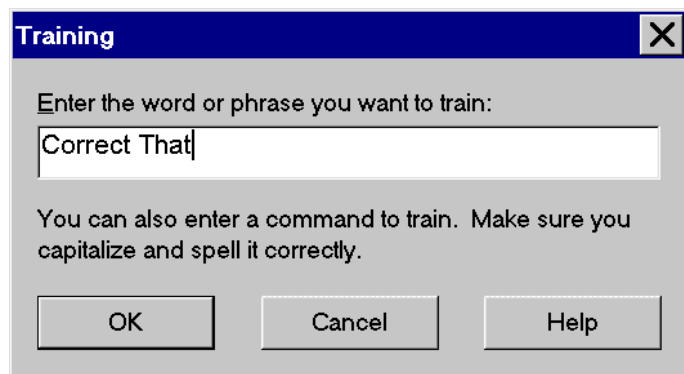 Training
Enter the word or phrase you want to train:
Correct That
You can also enter a command to train. Make sure you
capitalize and spell it correctly.
OK Cancel Help